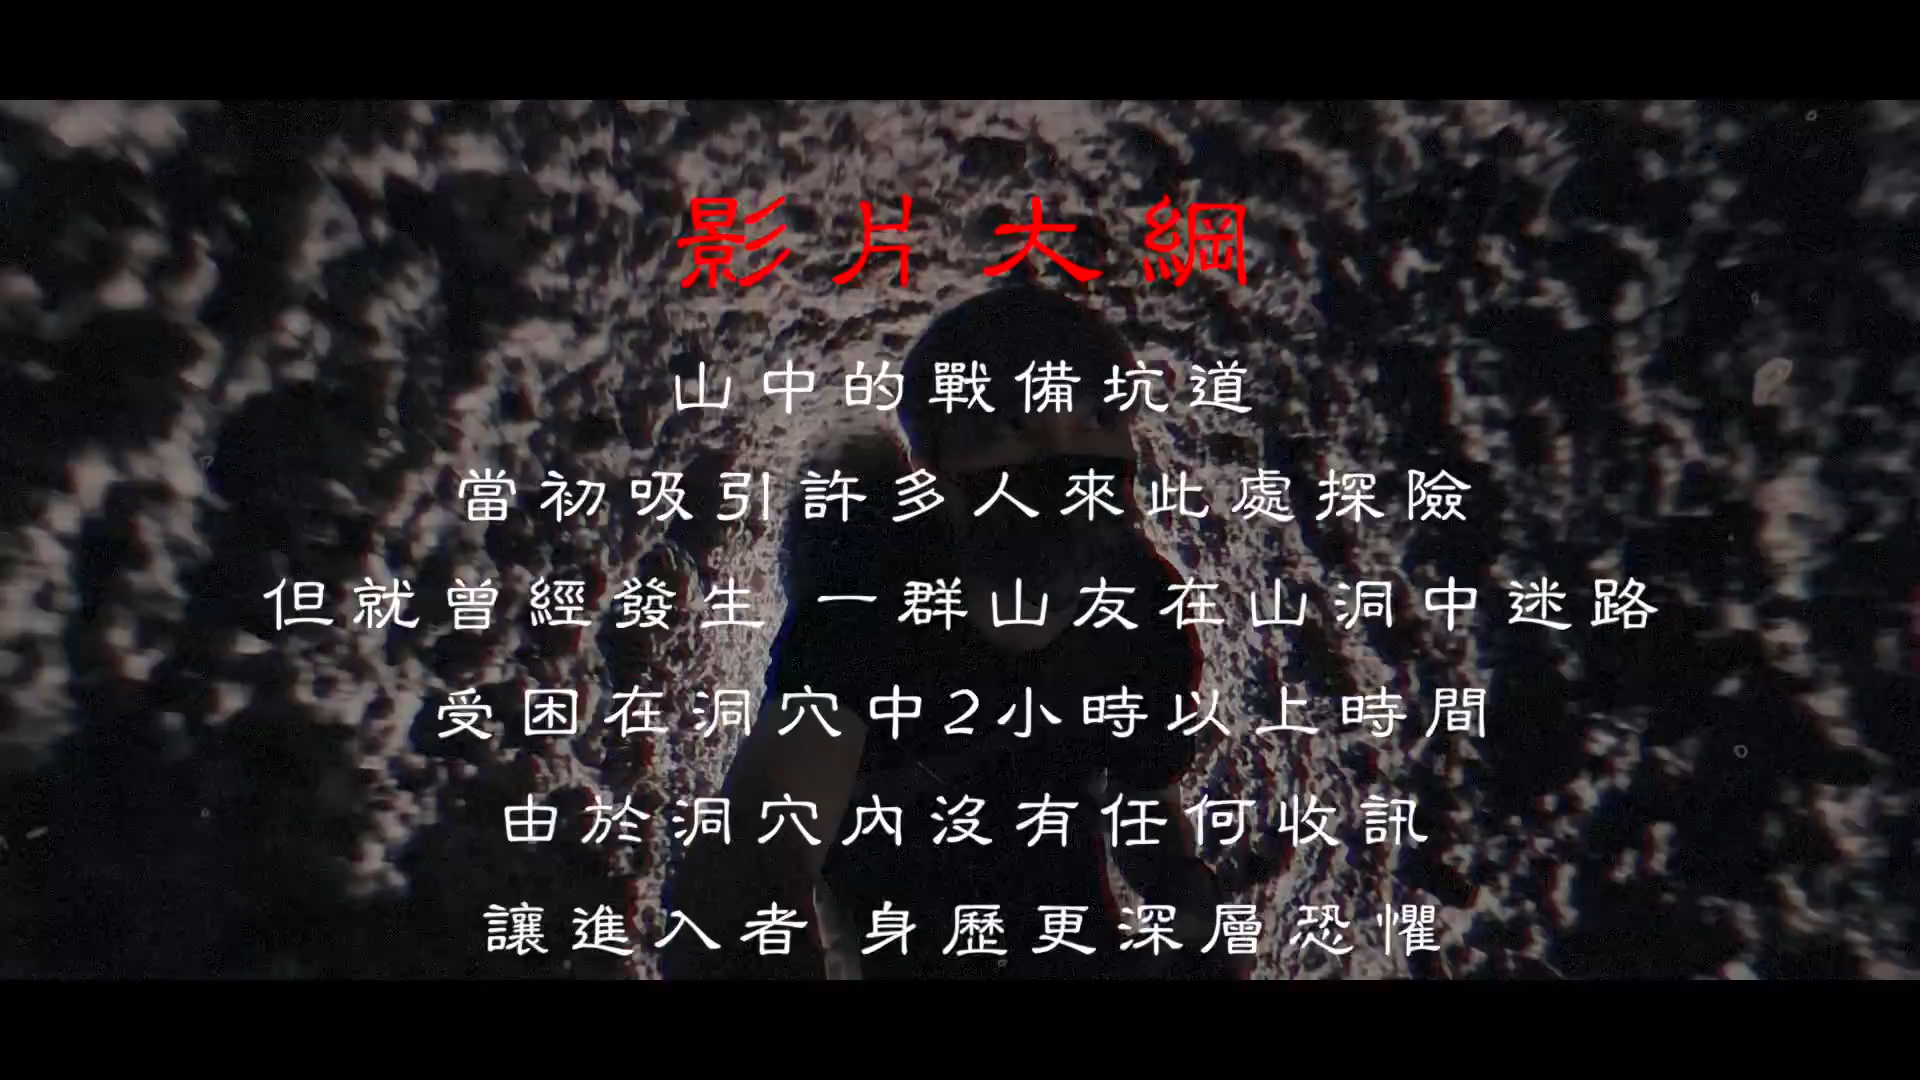 影片大綱
山中的戰備坑道
當初吸引許多人來此處探險
但就曾經發生 一群山友在山洞中迷路
受困在洞穴中2小時以上時間
由於洞穴內沒有任何收訊
讓進入者 身歷更深層恐懼